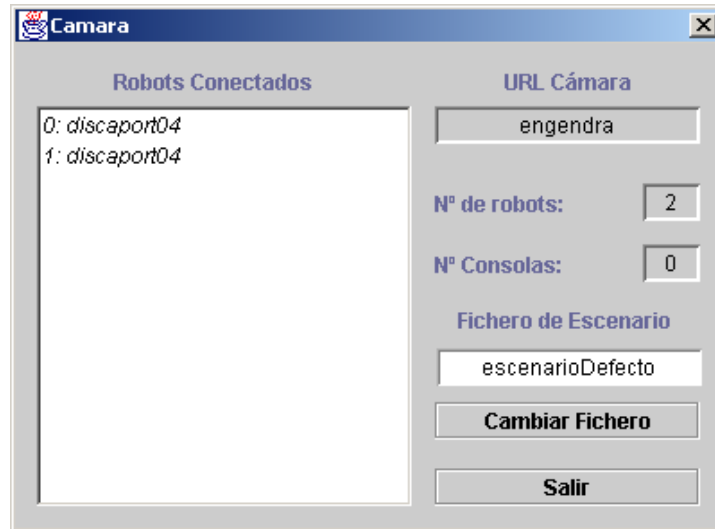 Camara
Robots Conectados
0: discaport04
1: discaport04
URL Cámara
engendra
Nº de robots: 2
Nº Consolas: 0
Fichero de Escenario
escenarioDefecto
Cambiar Fichero
Salir